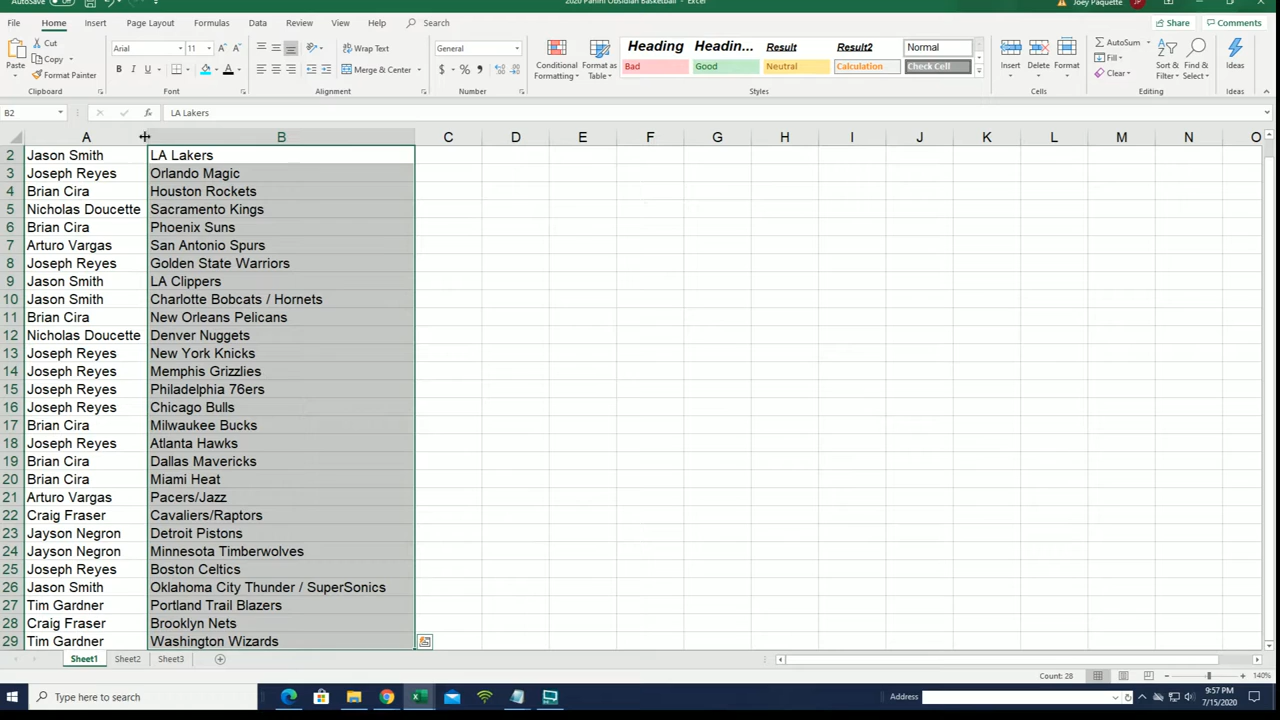 AutoSave
2020 Panini Obsidian Basketball - Excel
Joey Paquette
JP
File Home Insert Page Layout Formulas Data Review View Help Search Share Comments
Paste Cut Copy Format Painter Clipboard
Arial 11 A A B I U A Font
Wrap Text Merge & Center Alignment
General $ % , Number
Conditional Formatting Format as Table
Heading Headin... Result Result2 Normal
Bad Good Neutral Calculation Check Cell
Styles
Insert Delete Format Cells
AutoSum Fill Clear Sort & Filter Find & Select Editing
Ideas Ideas
B2 fx LA Lakers
A B C D E F G H I J K L M N O
2 Jason Smith LA Lakers
3 Joseph Reyes Orlando Magic
4 Brian Cira Houston Rockets
5 Nicholas Doucette Sacramento Kings
6 Brian Cira Phoenix Suns
7 Arturo Vargas San Antonio Spurs
8 Joseph Reyes Golden State Warriors
9 Jason Smith LA Clippers
10 Jason Smith Charlotte Bobcats / Hornets
11 Brian Cira New Orleans Pelicans
12 Nicholas Doucette Denver Nuggets
13 Joseph Reyes New York Knicks
14 Joseph Reyes Memphis Grizzlies
15 Joseph Reyes Philadelphia 76ers
16 Joseph Reyes Chicago Bulls
17 Brian Cira Milwaukee Bucks
18 Joseph Reyes Atlanta Hawks
19 Brian Cira Dallas Mavericks
20 Brian Cira Miami Heat
21 Arturo Vargas Pacers/Jazz
22 Craig Fraser Cavaliers/Raptors
23 Jayson Negron Detroit Pistons
24 Jayson Negron Minnesota Timberwolves
25 Joseph Reyes Boston Celtics
26 Jason Smith Oklahoma City Thunder / SuperSonics
27 Tim Gardner Portland Trail Blazers
28 Craig Fraser Brooklyn Nets
29 Tim Gardner Washington Wizards
Sheet1 Sheet2 Sheet3
Count: 28 140%
Type here to search Address 9:57 PM
7/15/2020